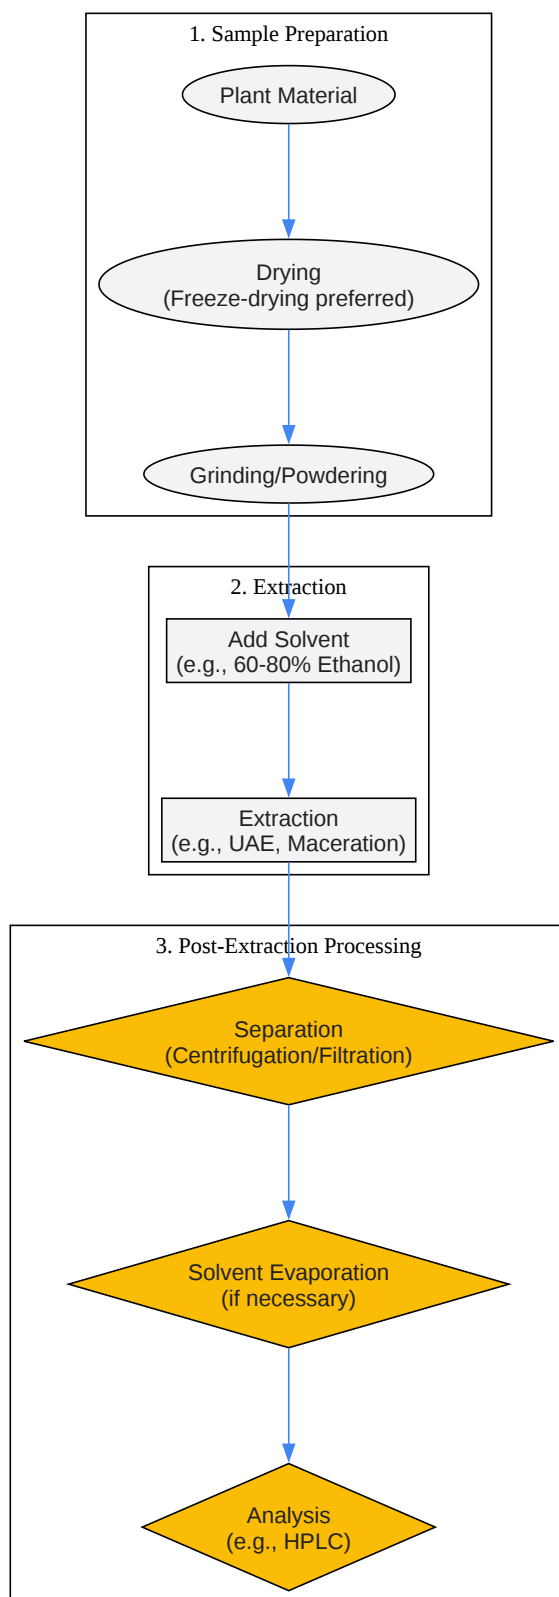 1. Sample Preparation
Plant Material
Drying
(Freeze-drying preferred)
Grinding/Powdering
2. Extraction
Add Solvent
(e.g., 60-80% Ethanol)
Extraction
(e.g., UAE, Maceration)
3. Post-Extraction Processing
Separation
(Centrifugation/Filtration)
Solvent Evaporation
(if necessary)
Analysis
(e.g., HPLC)